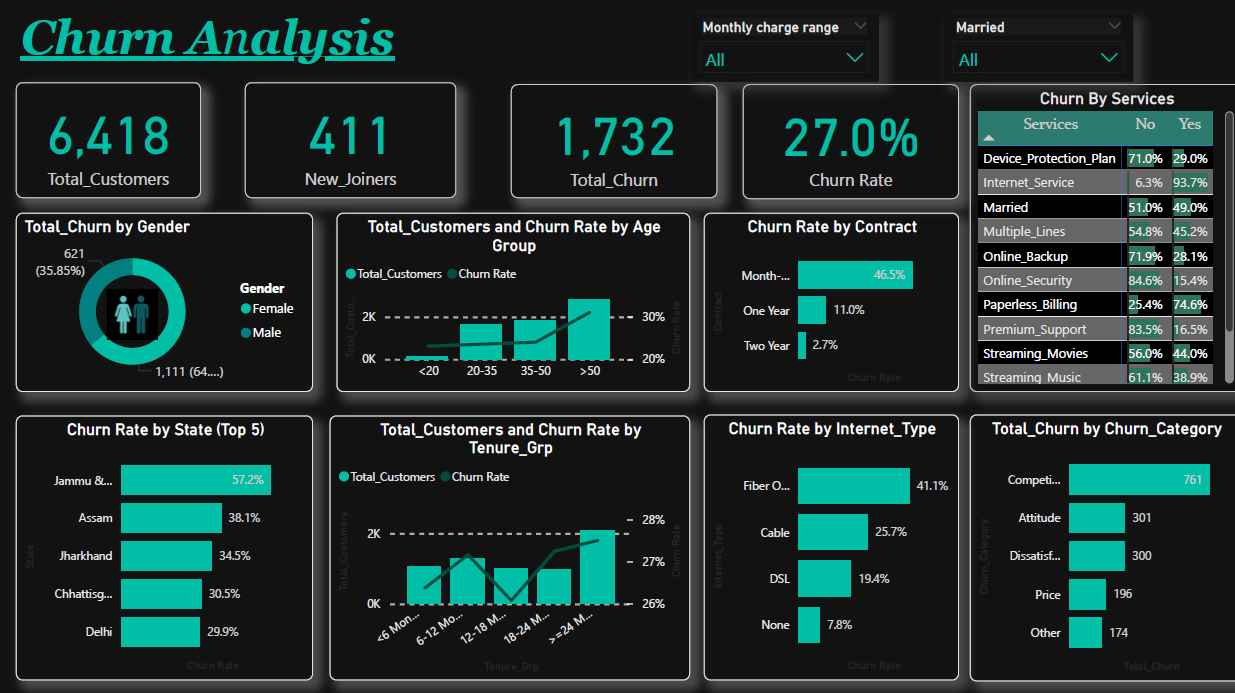 Churn Analysis
Monthly charge range
All
Married
All
6,418
Total_Customers
411
New_Joiners
1,732
Total_Churn
27.0%
Churn Rate
Churn By Services
Services No Yes
Device_Protection_Plan 71.0% 29.0%
Internet_Service 6.3% 93.7%
Married 51.0% 49.0%
Multiple_Lines 54.8% 45.2%
Online_Backup 71.9% 28.1%
Online_Security 84.6% 15.4%
Paperless_Billing 25.4% 74.6%
Premium_Support 83.5% 16.5%
Streaming_Movies 56.0% 44.0%
Streaming_Music 61.1% 38.9%
Total_Churn by Gender
621
(35.85%)
1,111 (64....)
Gender
Female
Male
Total_Customers and Churn Rate by Age
Group
Total_Customers Churn Rate
Total_Custo...
Churn Rate
2K 30%
0K 20%
<20 20-35 35-50 >50
Churn Rate by Contract
Contract
Month-... 46.5%
One Year 11.0%
Two Year 2.7%
Churn Rate
Churn Rate by State (Top 5)
State
Jammu &... 57.2%
Assam 38.1%
Jharkhand 34.5%
Chhattisg... 30.5%
Delhi 29.9%
Churn Rate
Total_Customers and Churn Rate by
Tenure_Grp
Total_Customers Churn Rate
Total_Customers
Churn Rate
28%
2K
27%
0K 26%
<6 Mon... 6-12 Mo... 12-18 M... 18-24 M... >=24 M...
Tenure_Grp
Churn Rate by Internet_Type
Internet_Type
Fiber O... 41.1%
Cable 25.7%
DSL 19.4%
None 7.8%
Churn Rate
Total_Churn by Churn_Category
Churn_Category
Competi... 761
Attitude 301
Dissatisf... 300
Price 196
Other 174
Total_Churn